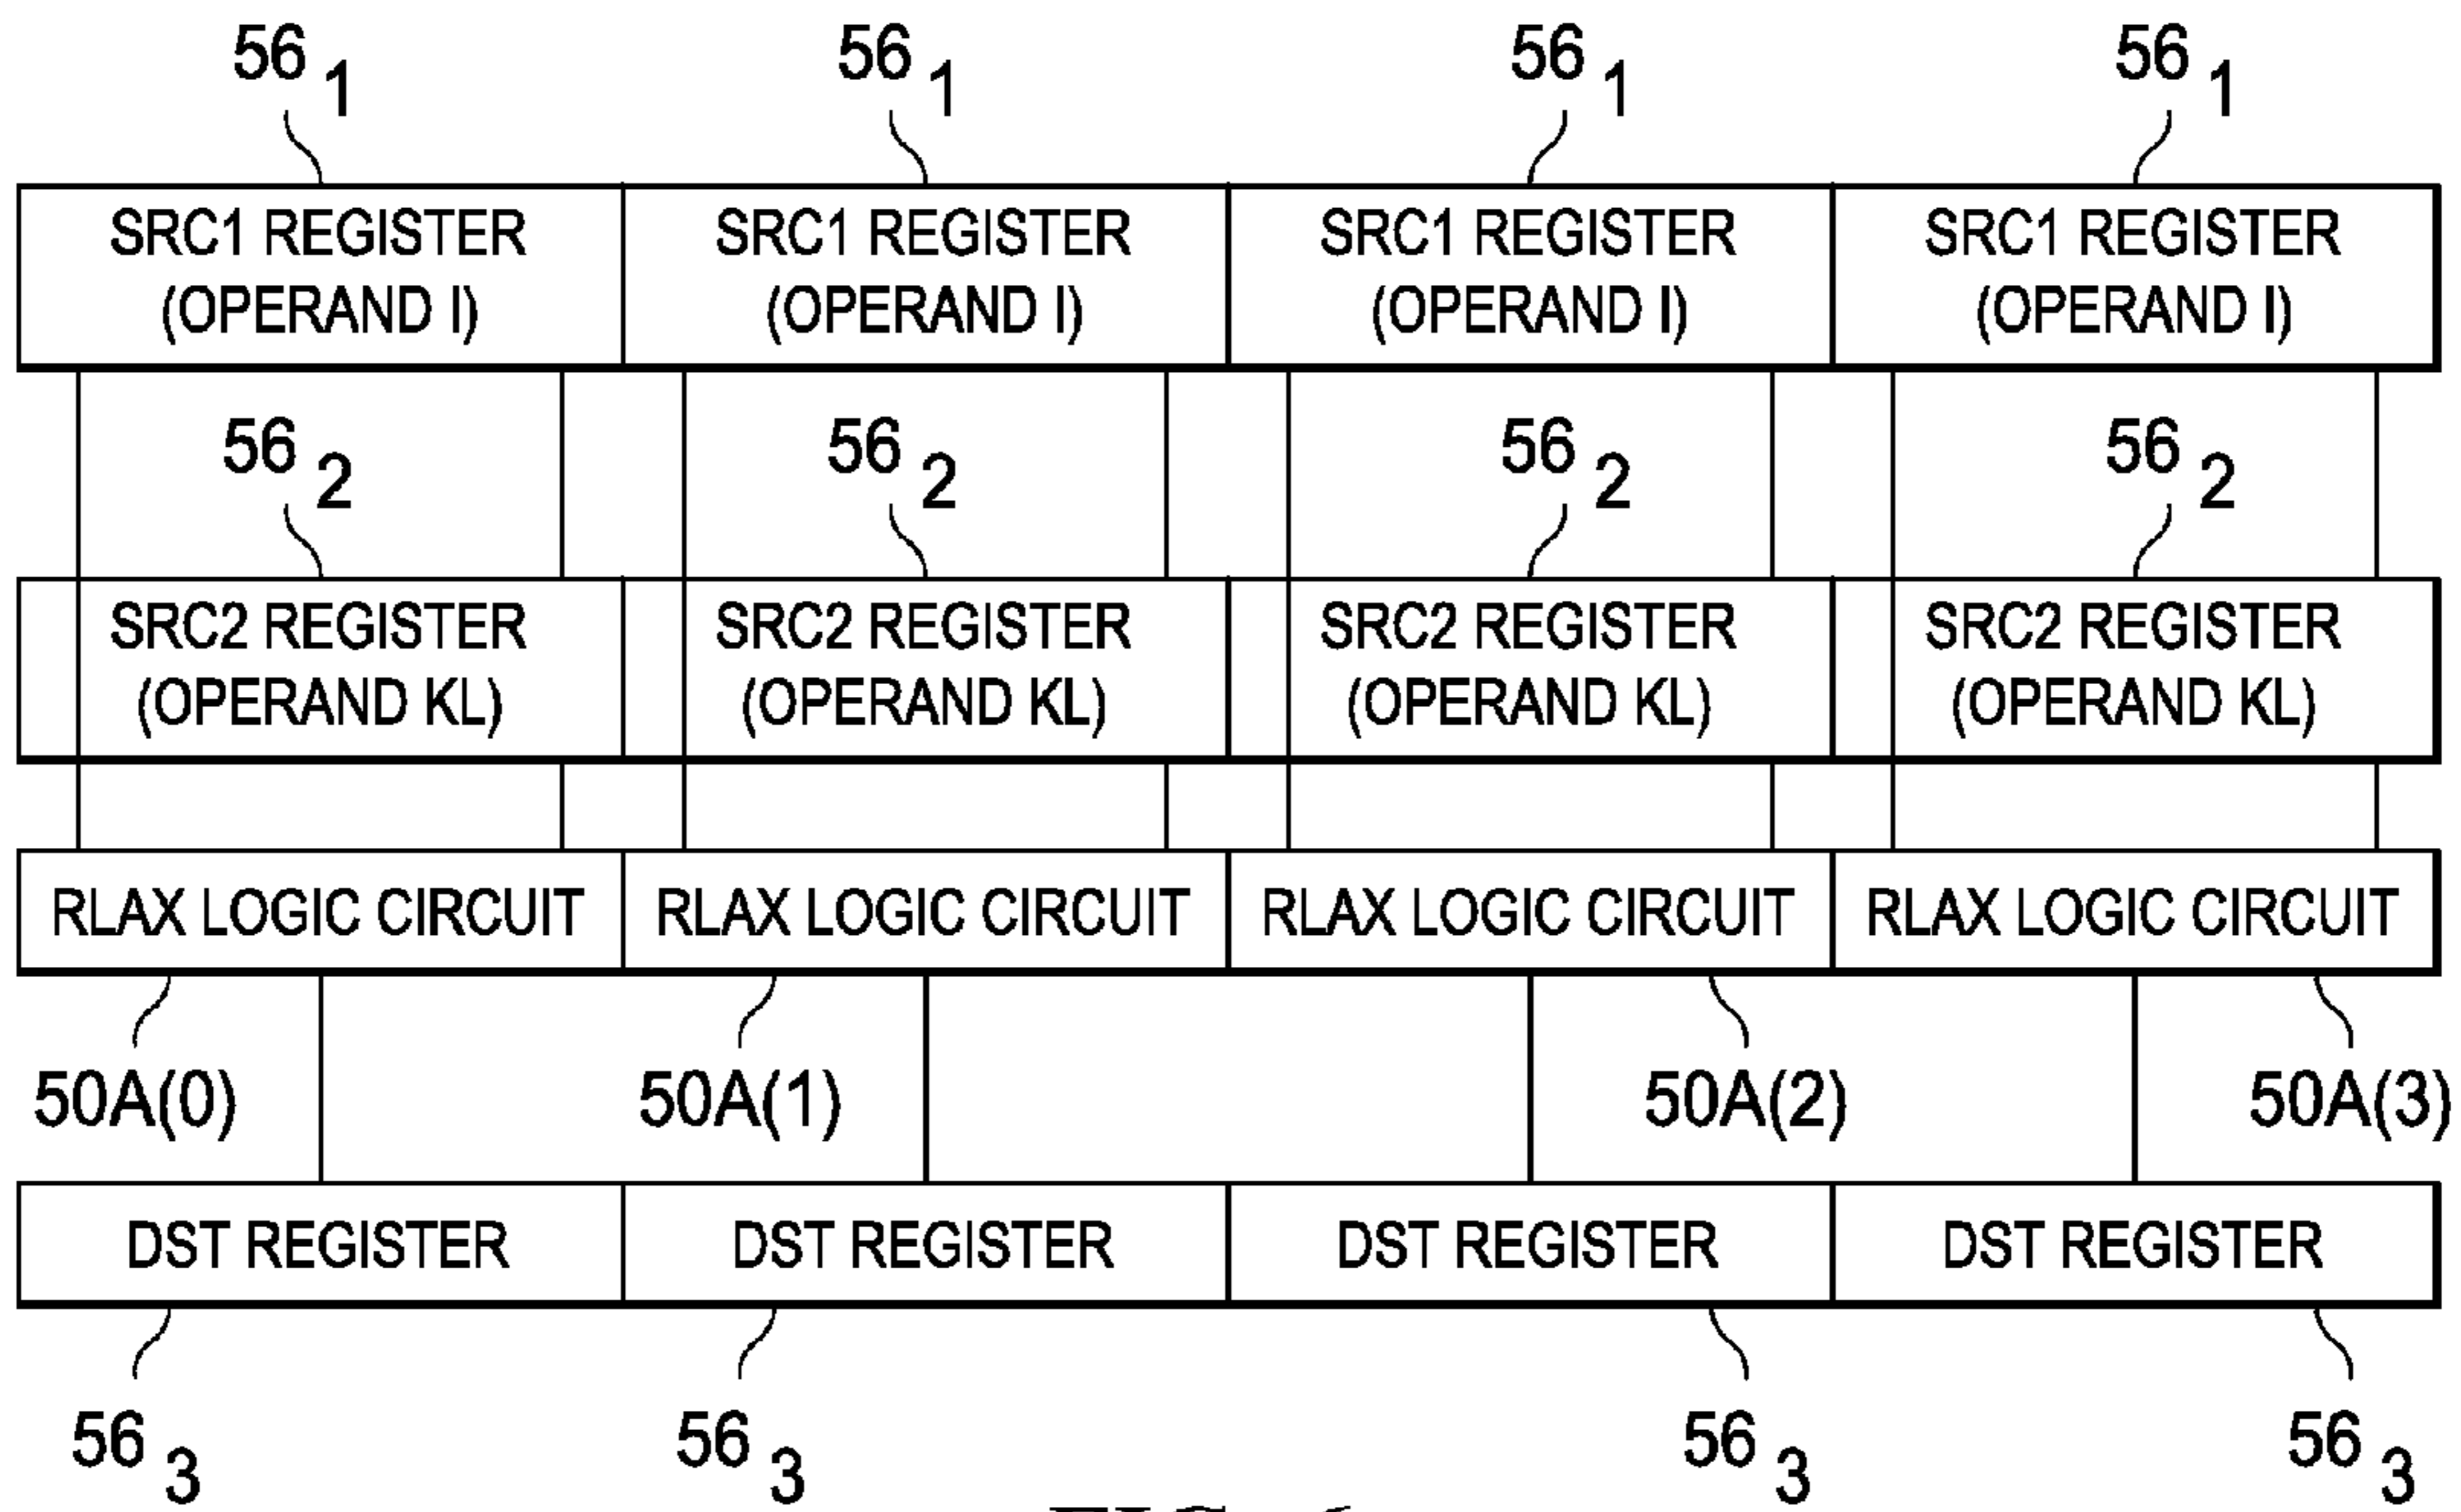 56 1 56 1 56 1 56 1
SRC1 REGISTER SRC1 REGISTER SRC1 REGISTER SRC1 REGISTER
(OPERAND I) (OPERAND I) (OPERAND I) (OPERAND I)
56 2 56 2 56 2 56 2
SRC2 REGISTER SRC2 REGISTER SRC2 REGISTER SRC2 REGISTER
(OPERAND KL) (OPERAND KL) (OPERAND KL) (OPERAND KL)
RLAX LOGIC CIRCUIT RLAX LOGIC CIRCUIT RLAX LOGIC CIRCUIT RLAX LOGIC CIRCUIT
50A(0) 50A(1) 50A(2) 50A(3)
DST REGISTER DST REGISTER DST REGISTER DST REGISTER
56 3 56 3 56 3 56 3